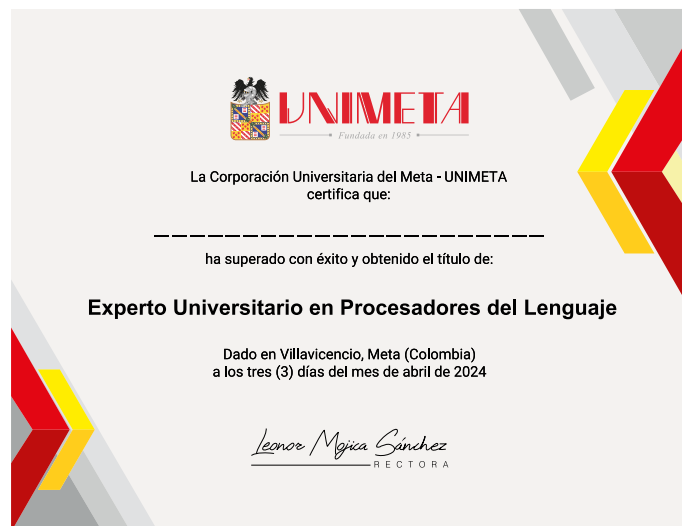 UNIMETA
Fundada en 1985
La Corporación Universitaria del Meta - UNIMETA
certifica que:
ha superado con éxito y obtenido el título de:
Experto Universitario en Procesadores del Lenguaje
Dado en Villavicencio, Meta (Colombia)
a los tres (3) días del mes de abril de 2024
Leonor Mojica Sánchez
RECTORA